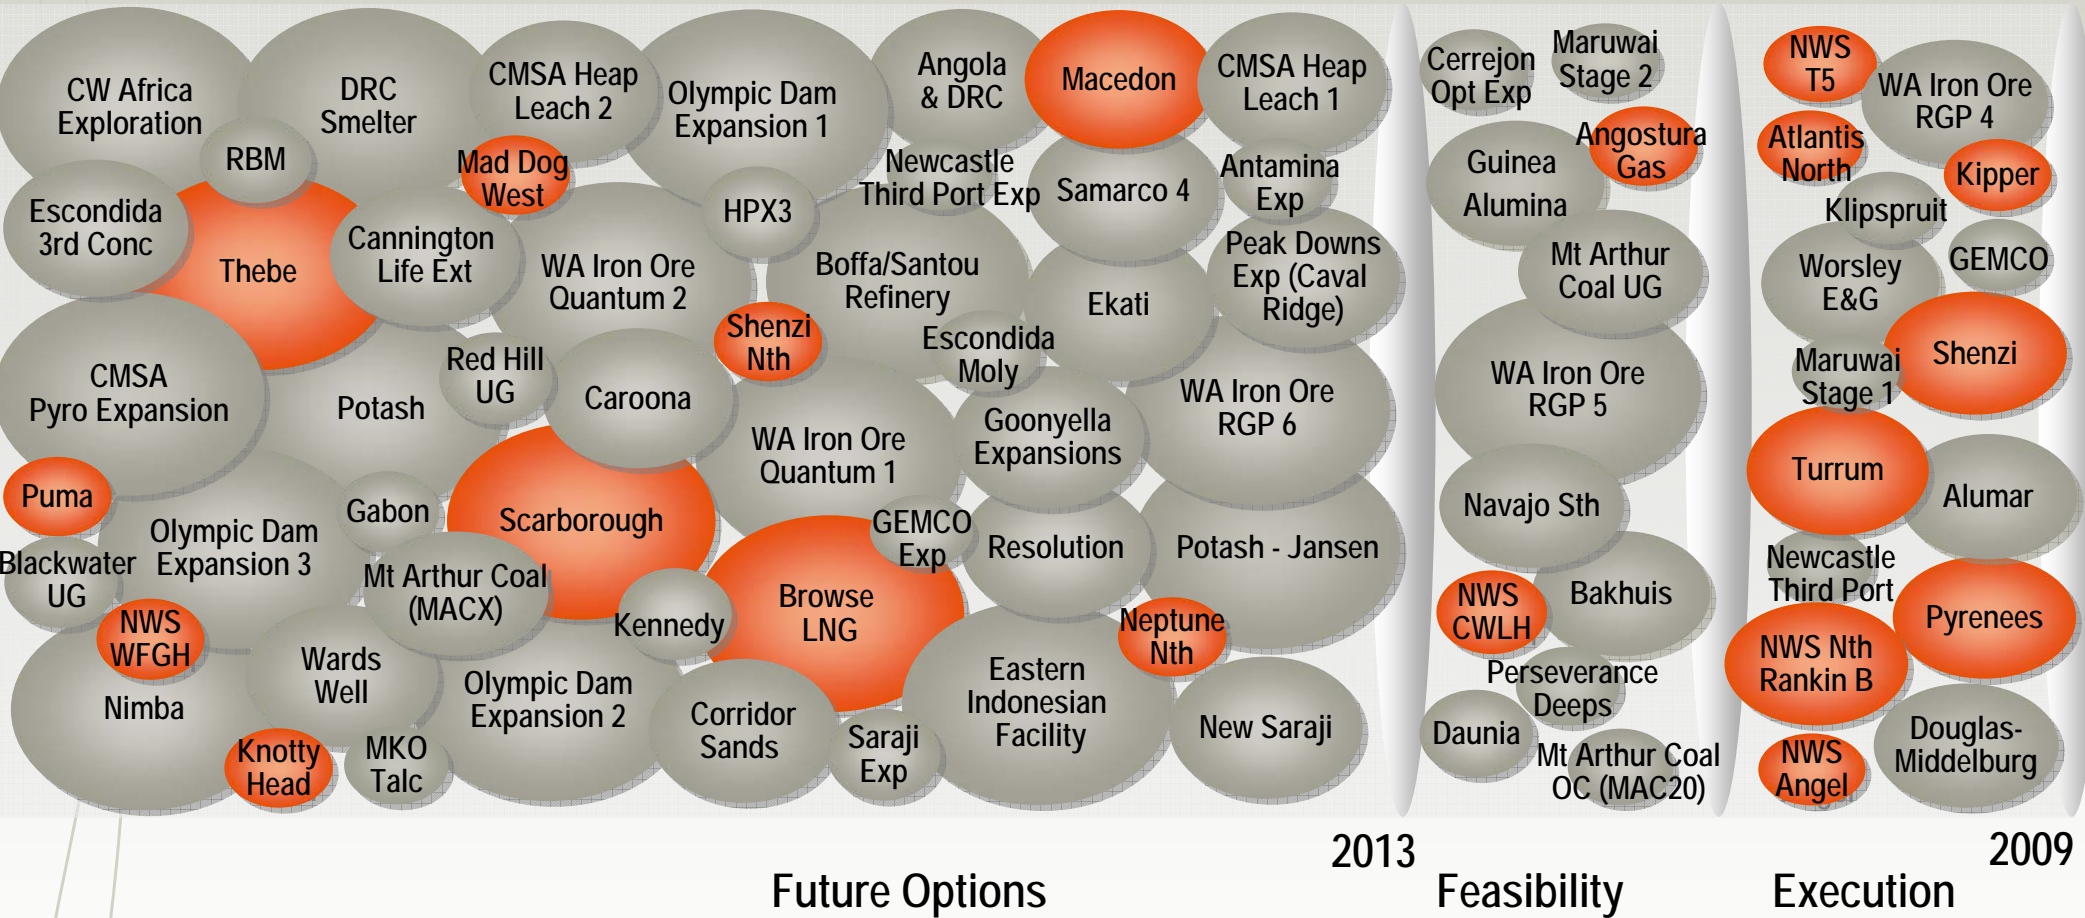 CW Africa
Exploration
DRC
Smelter
CMSA Heap
Leach 2
Olympic Dam
Expansion 1
Angola
& DRC
Macedon
CMSA Heap
Leach 1
RBM
Mad Dog
West
HPX3
Newcastle
Third Port Exp
Samarco 4
Antamina
Exp
Escondida
3rd Conc
Thebe
Cannington
Life Ext
WA Iron Ore
Quantum 2
Boffa/Santou
Refinery
Ekati
Peak Downs
Exp (Caval
Ridge)
Shenzi
Nth
Escondida
Moly
CMSA
Pyro Expansion
Potash
Red Hill
UG
Caroona
WA Iron Ore
Quantum 1
Goonyella
Expansions
WA Iron Ore
RGP 6
Puma
Olympic Dam
Expansion 3
Gabon
Scarborough
GEMCO
Exp
Resolution
Potash - Jansen
Blackwater
UG
Mt Arthur Coal
(MACX)
Kennedy
Browse
LNG
Neptune
Nth
NWS
WFGH
Nimba
Wards
Well
Olympic Dam
Expansion 2
Corridor
Sands
Eastern
Indonesian
Facility
New Saraji
Knotty
Head
MKO
Talc
Saraji
Exp
Cerrejon
Opt Exp
Maruwai
Stage 2
Guinea
Alumina
Angostura
Gas
Mt Arthur
Coal UG
WA Iron Ore
RGP 5
Navajo Sth
NWS
CWLH
Bakhuis
Perseverance
Deeps
Daunia
Mt Arthur Coal
OC (MAC20)
NWS
T5
WA Iron Ore
RGP 4
Atlantis
North
Kipper
Klipspruit
Worsley
E&G
GEMCO
Maruwai
Stage 1
Shenzi
Turrum
Alumar
Newcastle
Third Port
Pyrenees
NWS Nth
Rankin B
NWS
Angel
Douglas-
Middelburg
2013
2009
Future Options
Feasibility
Execution